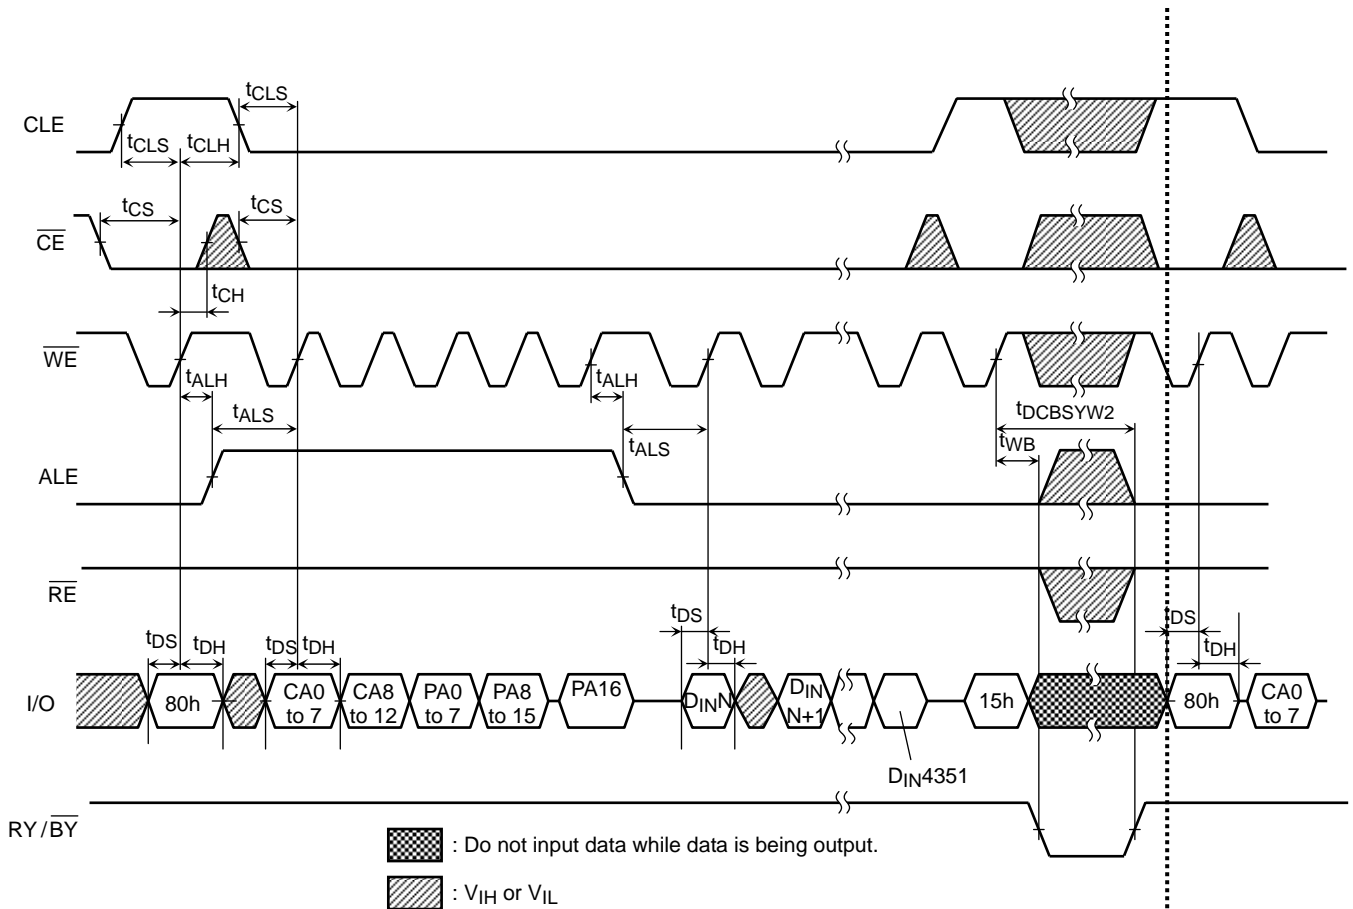 tCLS
CLE
tCLS tCLH
tCS tCS
CE
tCH
WE
tALH tALH
tALS tDCBSYW2
tALS tWB
ALE
RE
tDS tDH tDS tDH tDS tDH DS tDH
I/O 80h CA0 to 7 CA8 to 12 PA0 to 7 PA8 to 15 PA16 DINN DIN N+1 15h 80h CA0 to 7
DIN4351
RY/BY
: Do not input data while data is being output.
: VIH or VIL